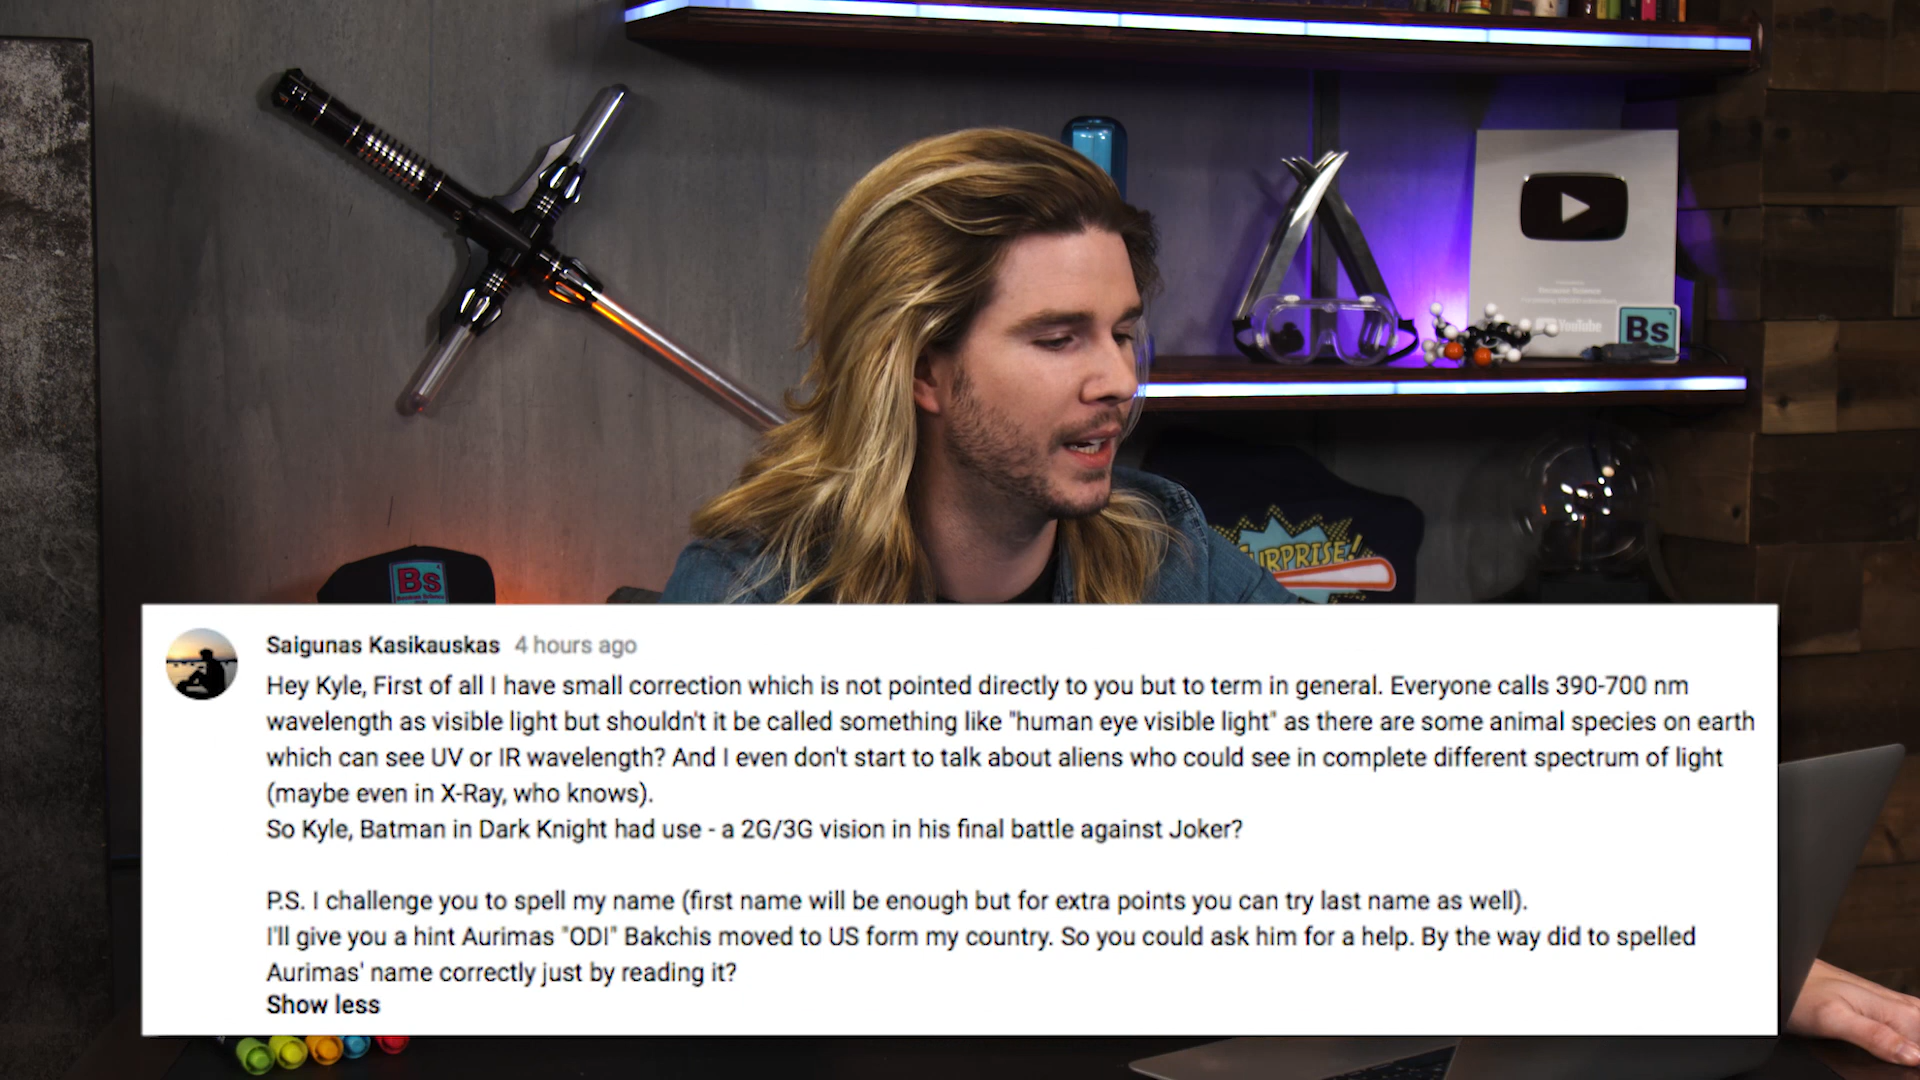 YouTube
Bs
SURPRISE!
Bs
Saigunas Kasikauskas 4 hours ago
Hey Kyle, First of all I have small correction which is not pointed directly to you but to term in general. Everyone calls 390-700 nm
wavelength as visible light but shouldn't it be called something like "human eye visible light" as there are some animal species on earth
which can see UV or IR wavelength? And I even don't start to talk about aliens who could see in complete different spectrum of light
(maybe even in X-Ray, who knows).
So Kyle, Batman in Dark Knight had use - a 2G/3G vision in his final battle against Joker?
P.S. I challenge you to spell my name (first name will be enough but for extra points you can try last name as well).
I'll give you a hint Aurimas "ODI" Bakchis moved to US form my country. So you could ask him for a help. By the way did to spelled
Aurimas' name correctly just by reading it?
Show less